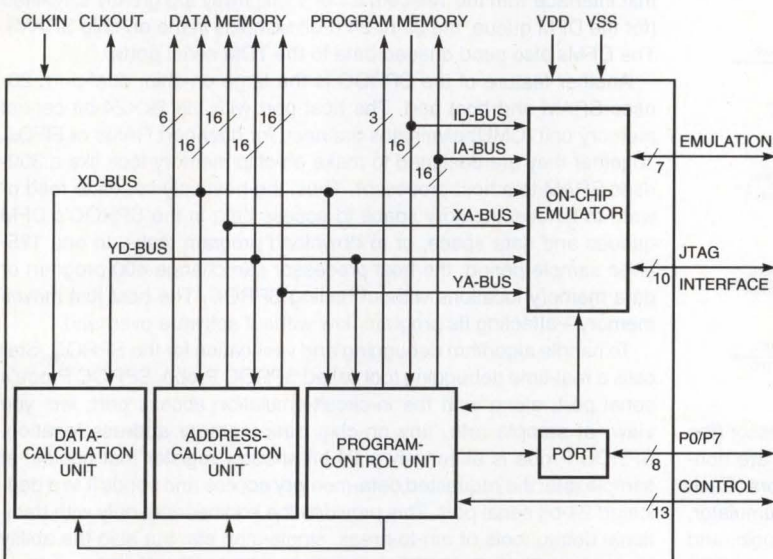 CLKIN CLKOUT DATA MEMORY PROGRAM MEMORY VDD VSS
6 16 16 16 16 3 16 16
ID-BUS
IA-BUS
EMULATION
7
XD-BUS
ON-CHIP
EMULATOR
XA-BUS
YD-BUS
JTAG
10
INTERFACE
YA-BUS
DATA-
CALCULATION
UNIT
ADDRESS-
CALCULATION
UNIT
PROGRAM-
CONTROL UNIT
PORT
P0/P7
8
CONTROL
13